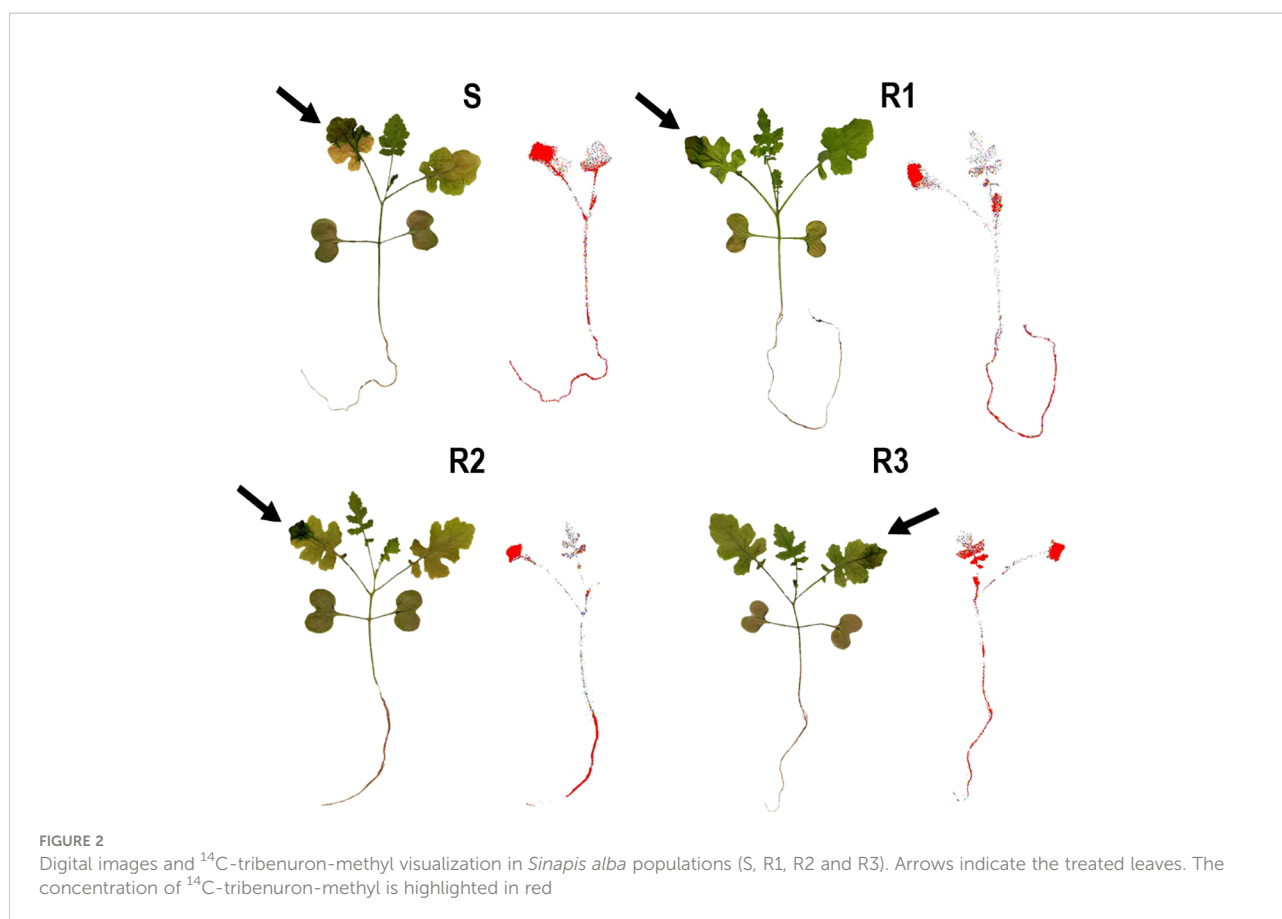 S
R1
R2
R3
FIGURE 2
Digital images and ¹⁴C-tribenuron-methyl visualization in Sinapis alba populations (S, R1, R2 and R3). Arrows indicate the treated leaves. The
concentration of ¹⁴C-tribenuron-methyl is highlighted in red